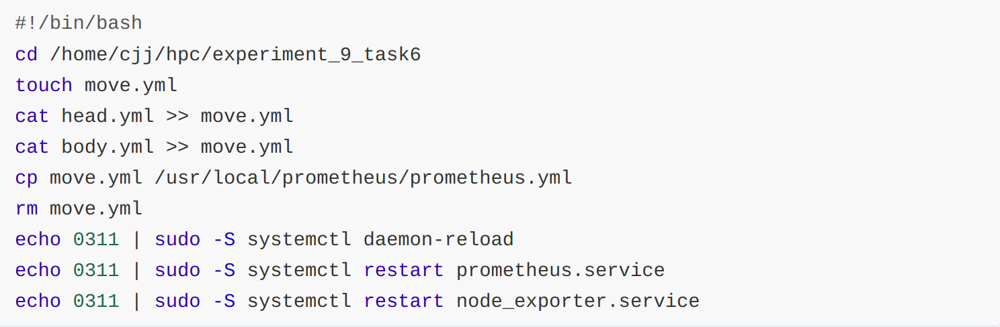 #!/bin/bash
cd /home/cjj/hpc/experiment_9_task6
touch move.yml
cat head.yml >> move.yml
cat body.yml >> move.yml
cp move.yml /usr/local/prometheus/prometheus.yml
rm move.yml
echo 0311 | sudo -S systemctl daemon-reload
echo 0311 | sudo -S systemctl restart prometheus.service
echo 0311 | sudo -S systemctl restart node_exporter.service